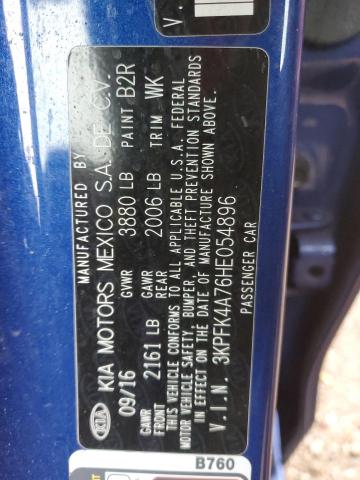 MANUFACTURED BY
KIA KIA MOTORS MEXICO S.A. DE C.V.
09/16 GVWR 3880 LB PAINT B2R
GAWR FRONT 2161 LB GAWR REAR 2006 LB TRIM WK
THIS VEHICLE CONFORMS TO ALL APPLICABLE U.S.A. FEDERAL
MOTOR VEHICLE SAFETY, BUMPER, AND THEFT PREVENTION STANDARDS
IN EFFECT ON THE DATE OF MANUFACTURE SHOWN ABOVE.
V.I.N. 3KPFK4A76HE054896
PASSENGER CAR
B760
V.